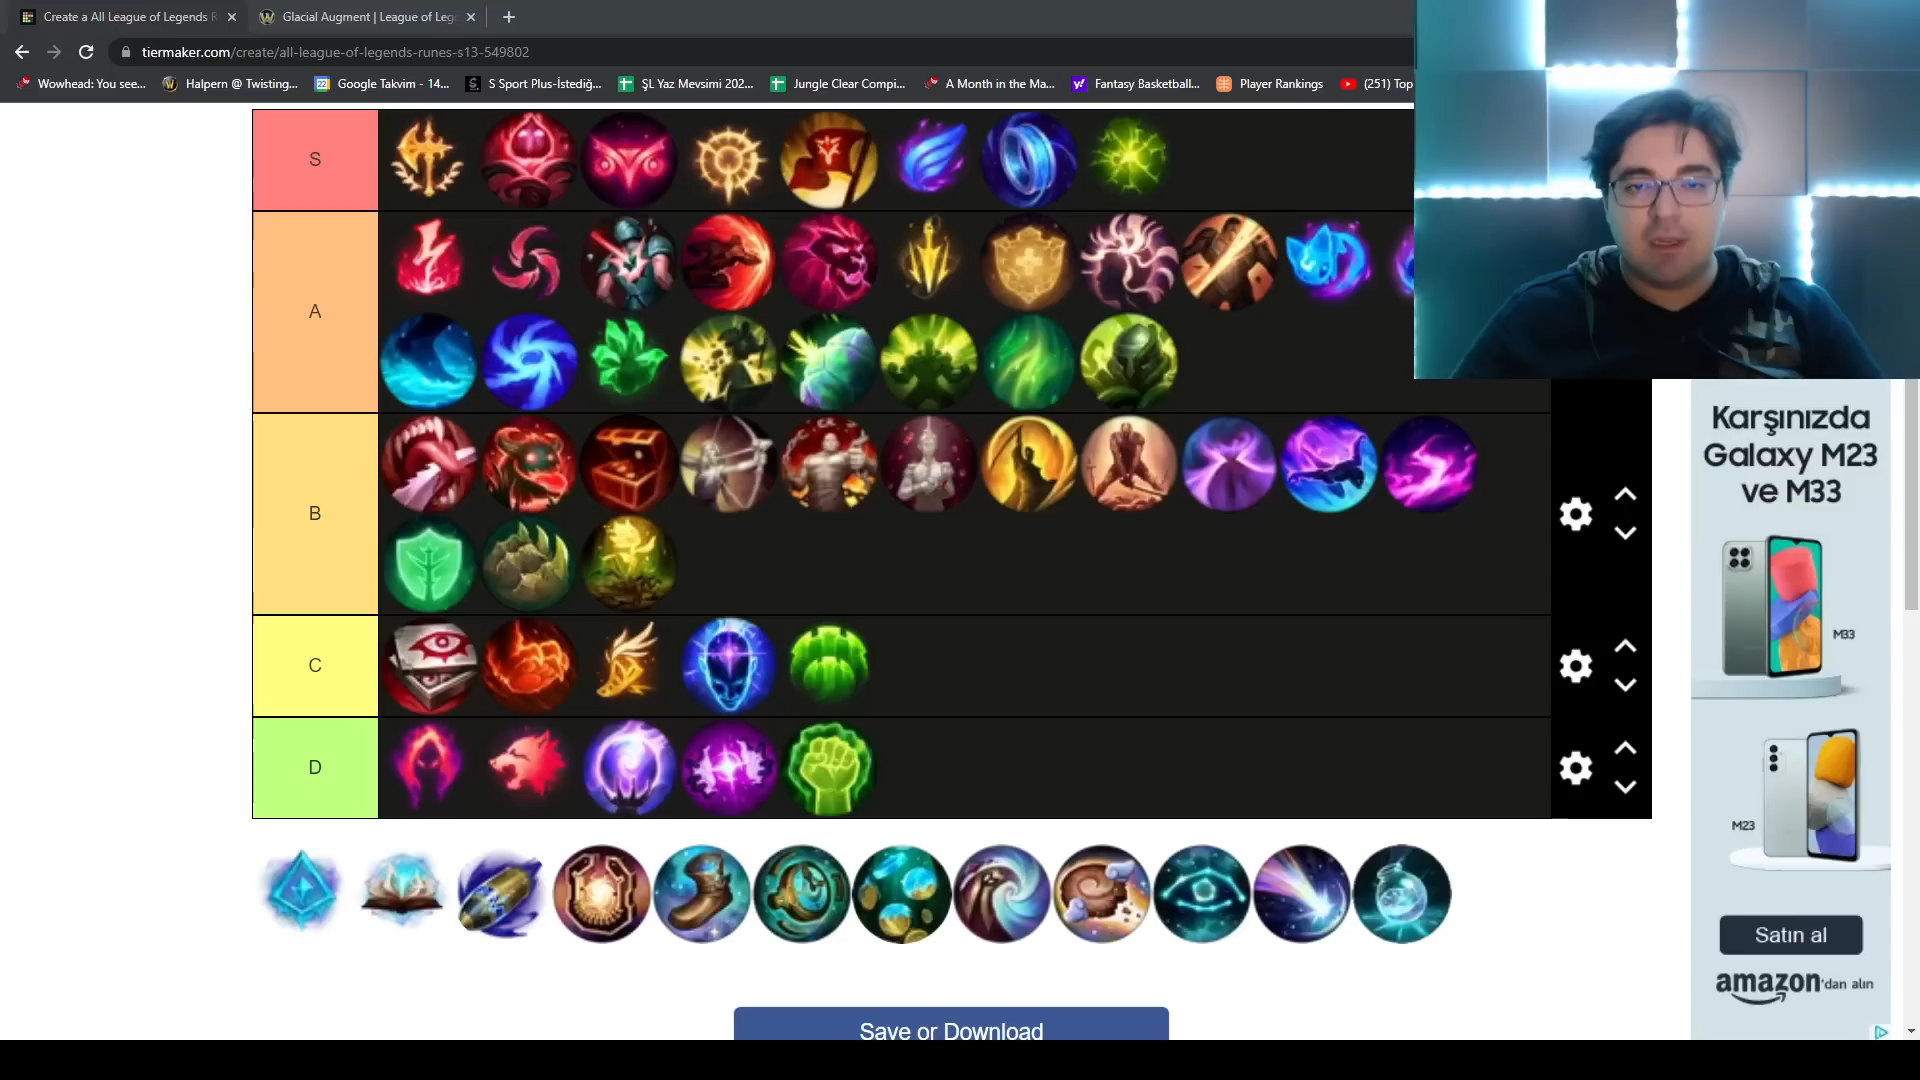 Create a All League of Legends R
Glacial Augment | League of Leg
tiermaker.com/create/all-league-of-legends-runes-s13-549802
Wowhead: You see...
Halpern @ Twisting...
22
Google Takvim - 14...
S
S Sport Plus-İstediğ...
ŞL Yaz Mevsimi 202...
Jungle Clear Compi...
A Month in the Ma...
y!
Fantasy Basketball...
Player Rankings
(251) Top
S
A
B
C
D
Karşınızda
Galaxy M23
ve M33
M33
M23
Satın al
amazon'dan alın
Save or Download